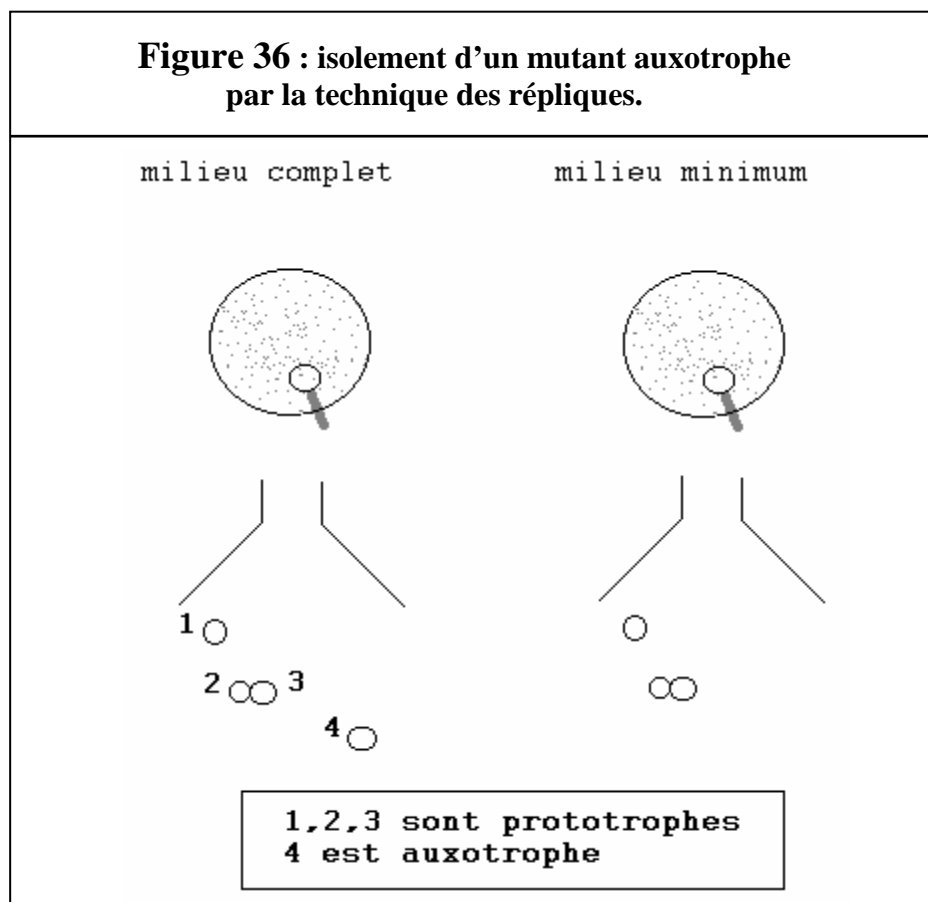 Figure 36 : isolement d’un mutant auxotrophe
par la technique des répliques.
milieu complet milieu minimum
1
2 3
4
1,2,3 sont prototrophes
4 est auxotrophe